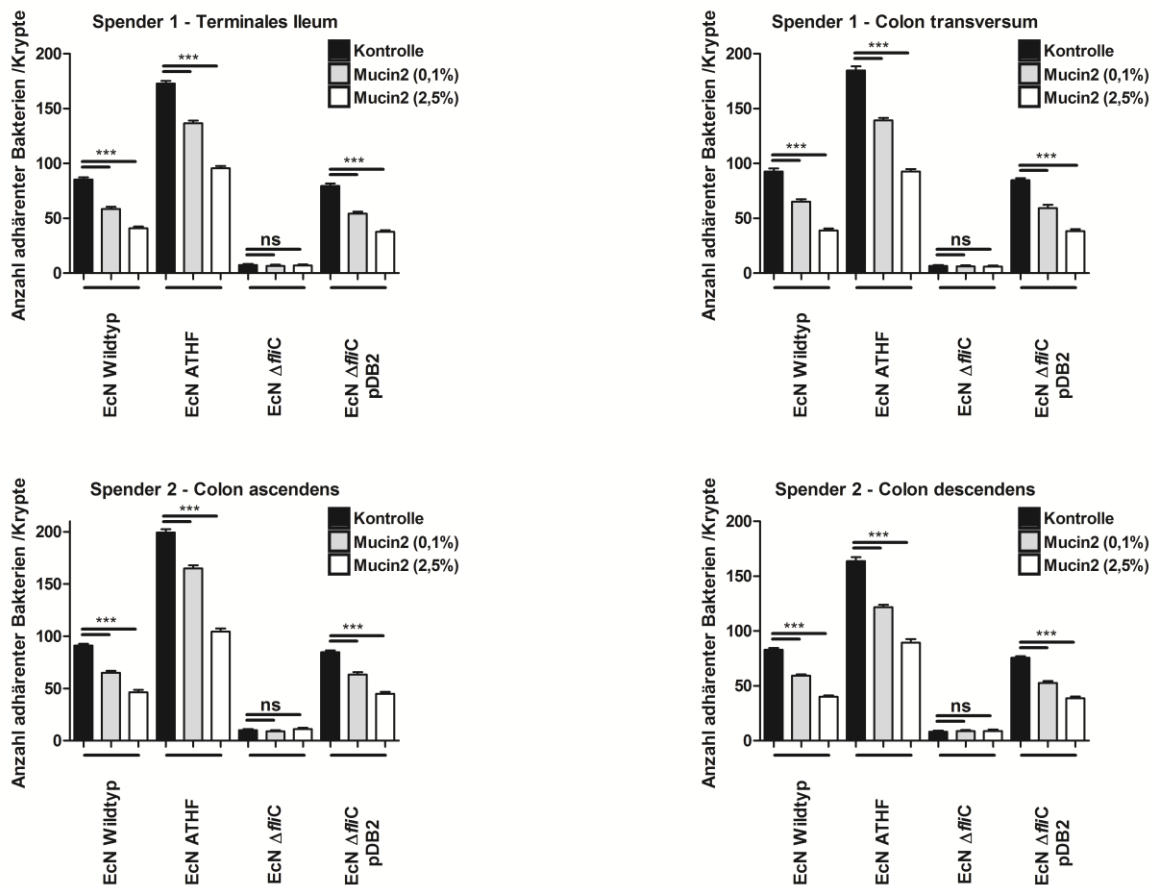 Spender 1 - Terminales Ileum
Anzahl adhärenter Bakterien /Krypte
200
150
100
50
0
Kontrolle
Mucin2 (0,1%)
Mucin2 (2,5%)
***
***
ns
***
EcN Wildtyp
EcN ATHF
EcN ΔfliC
EcN ΔfliC
pDB2
Spender 1 - Colon transversum
Anzahl adhärenter Bakterien /Krypte
200
150
100
50
0
Kontrolle
Mucin2 (0,1%)
Mucin2 (2,5%)
***
***
ns
***
EcN Wildtyp
EcN ATHF
EcN ΔfliC
EcN ΔfliC
pDB2
Spender 2 - Colon ascendens
Anzahl adhärenter Bakterien /Krypte
200
150
100
50
0
Kontrolle
Mucin2 (0,1%)
Mucin2 (2,5%)
***
***
ns
***
EcN Wildtyp
EcN ATHF
EcN ΔfliC
EcN ΔfliC
pDB2
Spender 2 - Colon descendens
Anzahl adhärenter Bakterien /Krypte
200
150
100
50
0
Kontrolle
Mucin2 (0,1%)
Mucin2 (2,5%)
***
***
ns
***
EcN Wildtyp
EcN ATHF
EcN ΔfliC
EcN ΔfliC
pDB2